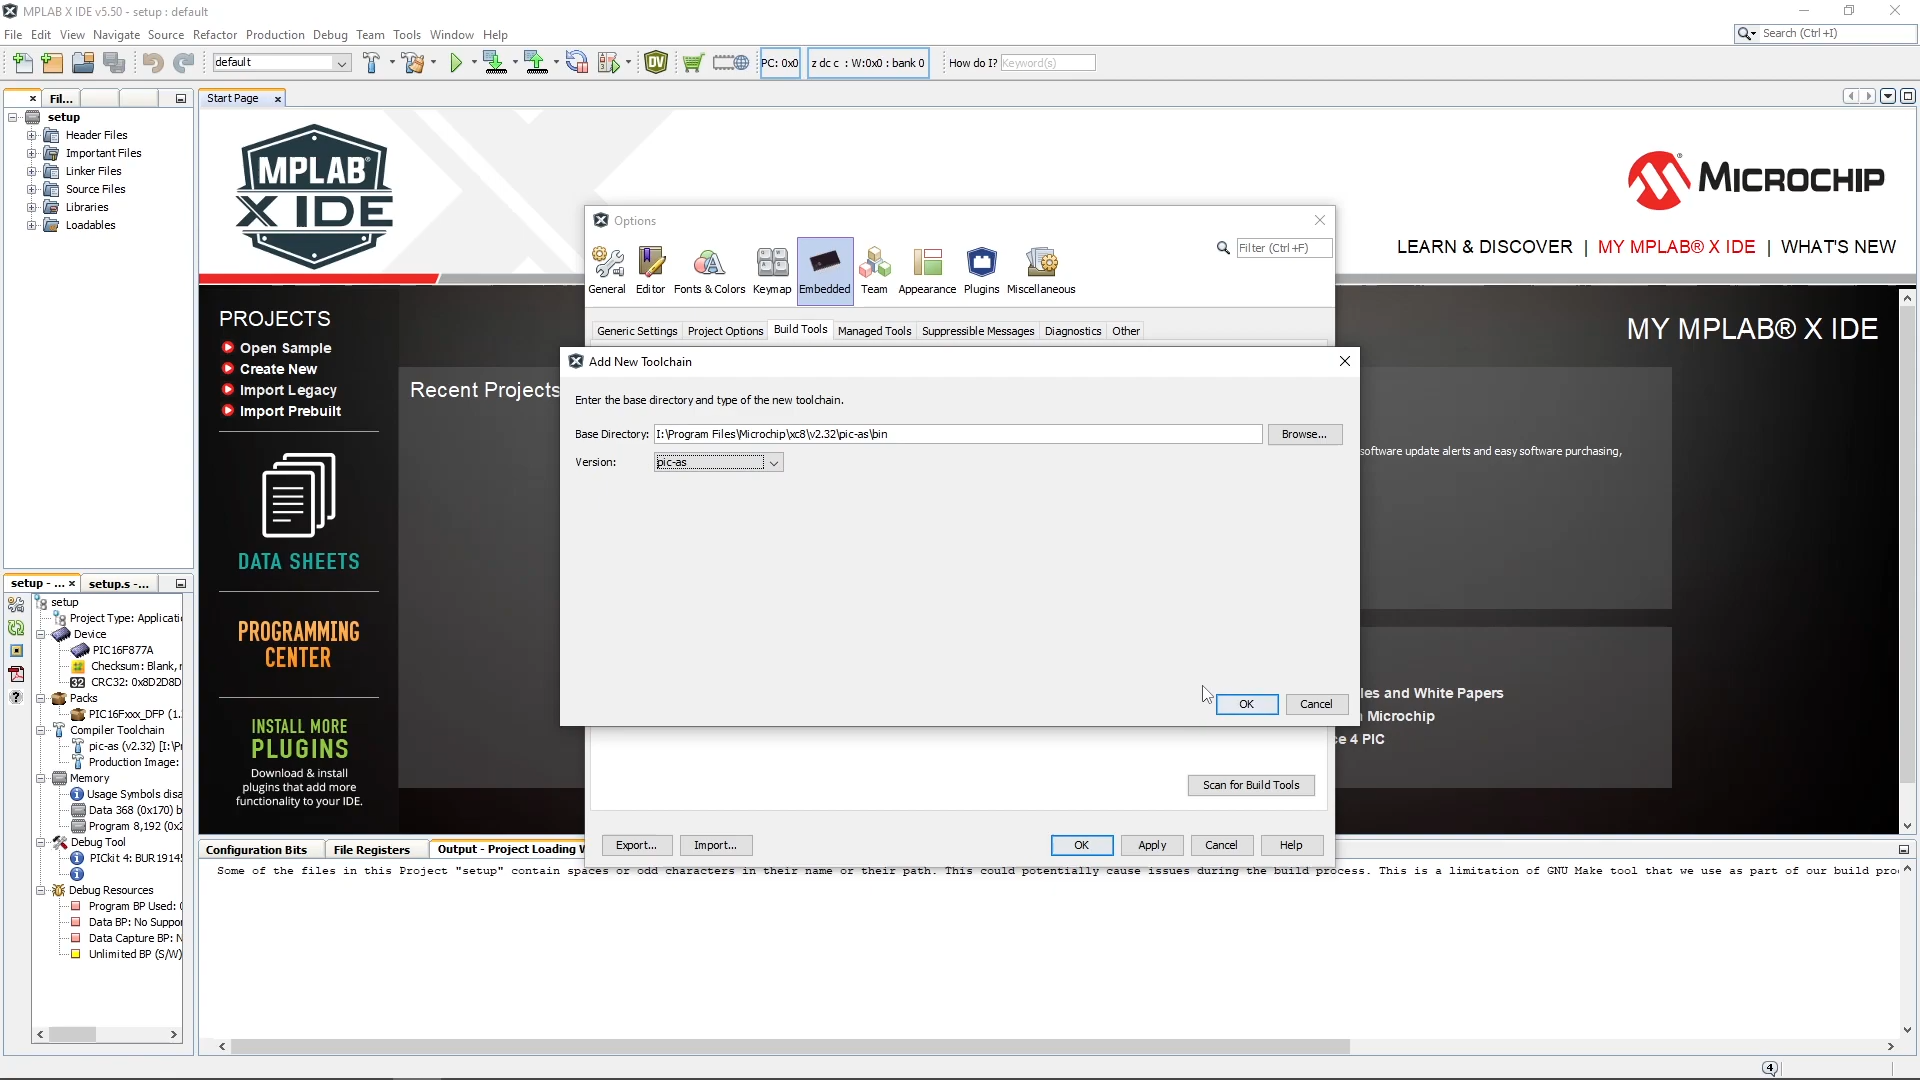 MPLAB X IDE v5.50 - setup : default
File Edit View Navigate Source Refactor Production Debug Team Tools Window Help
Search (Ctrl+I)
default
DV
PC: 0x0
z dc c : W:0x0 : bank 0
How do I? Keyword(s)
Fil...
Start Page
setup
Header Files
Important Files
Linker Files
Source Files
Libraries
Loadables
MPLAB®
X IDE
MICROCHIP
LEARN & DISCOVER | MY MPLAB® X IDE | WHAT'S NEW
PROJECTS
Open Sample
Create New
Import Legacy
Import Prebuilt
DATA SHEETS
PROGRAMMING
CENTER
INSTALL MORE
PLUGINS
Download & install
plugins that add more
functionality to your IDE.
Recent Projects
MY MPLAB® X IDE
software update alerts and easy software purchasing,
les and White Papers
Microchip
ce 4 PIC
Options
General Editor Fonts & Colors Keymap Embedded Team Appearance Plugins Miscellaneous
Filter (Ctrl+F)
Generic Settings Project Options Build Tools Managed Tools Suppressible Messages Diagnostics Other
Add New Toolchain
Enter the base directory and type of the new toolchain.
Base Directory: I:\Program Files\Microchip\xc8\v2.32\pic-as\bin Browse...
Version: pic-as
OK Cancel
Scan for Build Tools
Export... Import... OK Apply Cancel Help
setup - ... setup.s -...
setup
Project Type: Applicati
Device
PIC16F877A
Checksum: Blank, r
32 CRC32: 0x8D2D8D
Packs
PIC16Fxxx_DFP (1.
Compiler Toolchain
pic-as (v2.32) [I:\Pr
Production Image:
Memory
Usage Symbols disa
Data 368 (0x170) b
Program 8,192 (0x2
Debug Tool
PICkit 4: BUR19145
Debug Resources
Program BP Used: 0
Data BP: No Suppor
Data Capture BP: N
Unlimited BP (S/W)
Configuration Bits File Registers Output - Project Loading W
Some of the files in this Project "setup" contain spaces or odd characters in their name or their path. This could potentially cause issues during the build process. This is a limitation of GNU Make tool that we use as part of our build pro
4